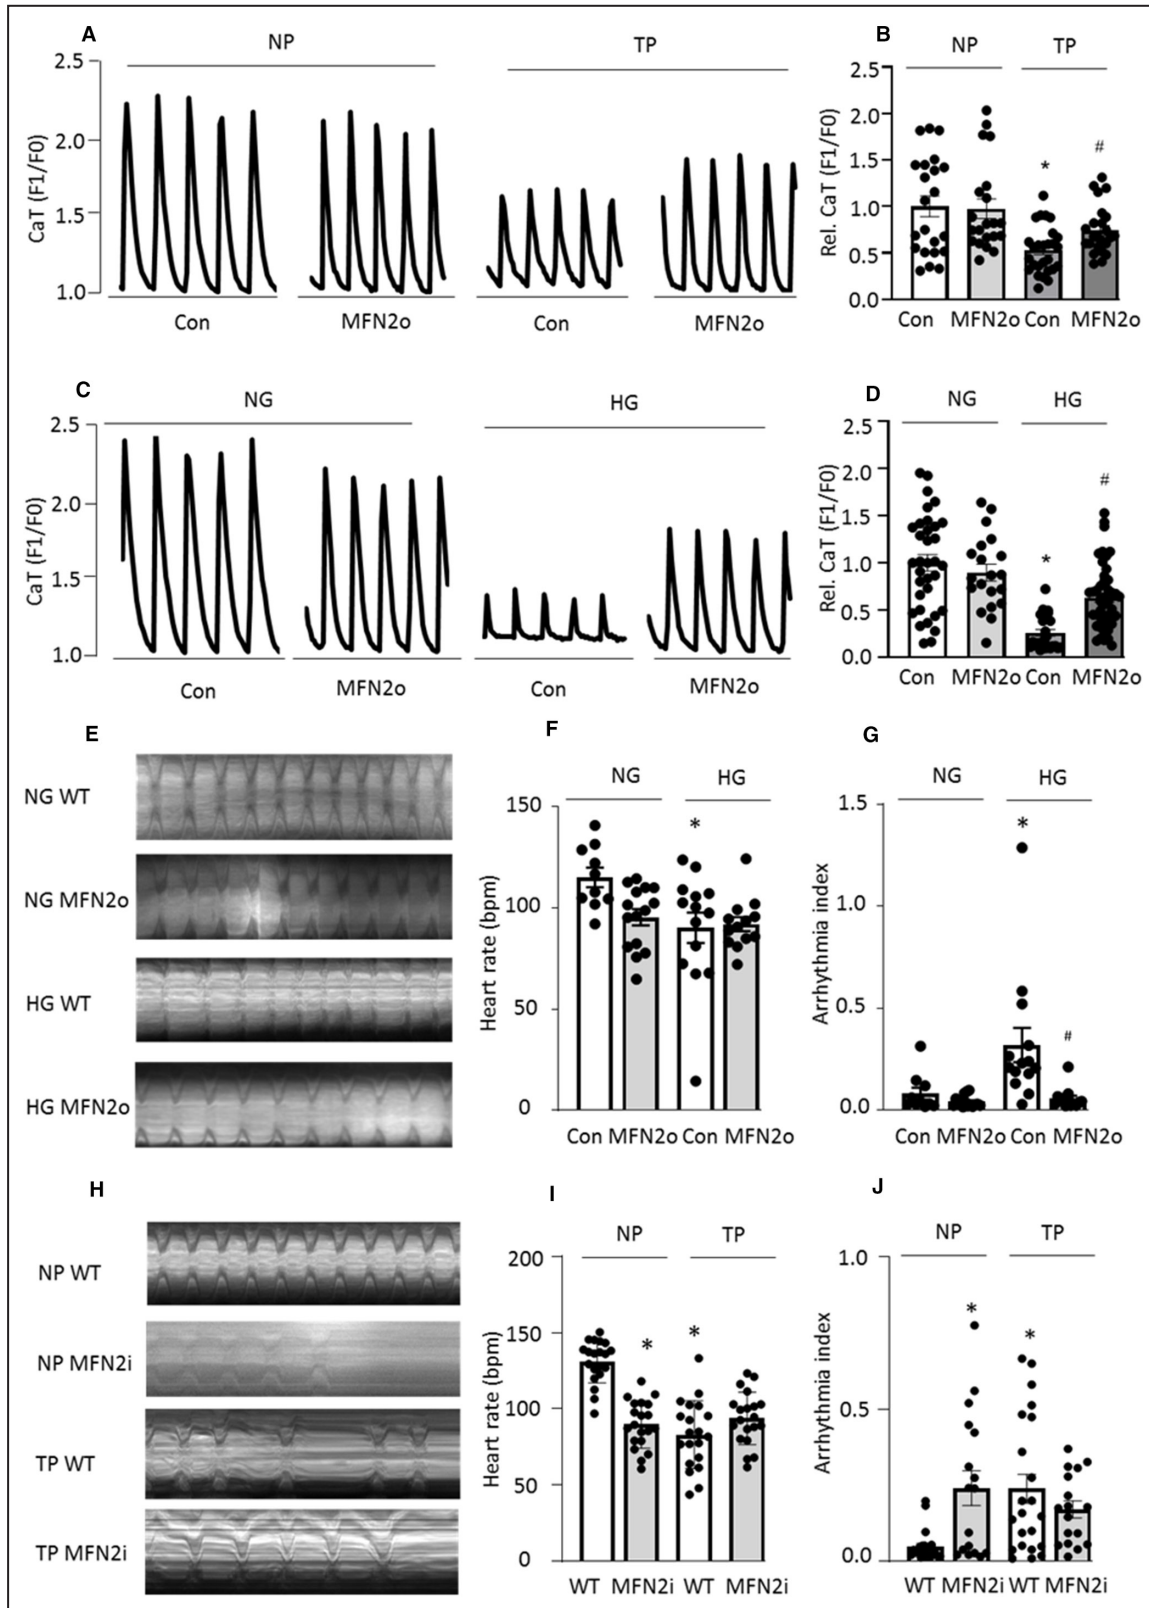 A
NP
TP
2.5
2.0
1.5
1.0
CaT (F1/F0)
Con
MFN2o
Con
MFN2o
B
NP
TP
2.5
2.0
1.5
1.0
0.5
0.0
Rel. CaT (F1/F0)
*
#
Con MFN2o Con MFN2o
C
NG
HG
2.5
2.0
1.5
1.0
CaT (F1/F0)
Con
MFN2o
Con
MFN2o
D
NG
HG
2.5
2.0
1.5
1.0
0.5
0.0
Rel. CaT (F1/F0)
*
#
Con MFN2o Con MFN2o
E
NG WT
NG MFN2o
HG WT
HG MFN2o
F
NG
HG
150
100
50
0
Heart rate (bpm)
*
Con MFN2o Con MFN2o
G
NG
HG
1.5
1.0
0.5
0.0
Arrhythmia index
*
#
Con MFN2o Con MFN2o
H
NP WT
NP MFN2i
TP WT
TP MFN2i
I
NP
TP
200
150
100
50
0
Heart rate (bpm)
*
*
WT MFN2i WT MFN2i
J
NP
TP
1.0
0.5
0.0
Arrhythmia index
*
*
WT MFN2i WT MFN2i